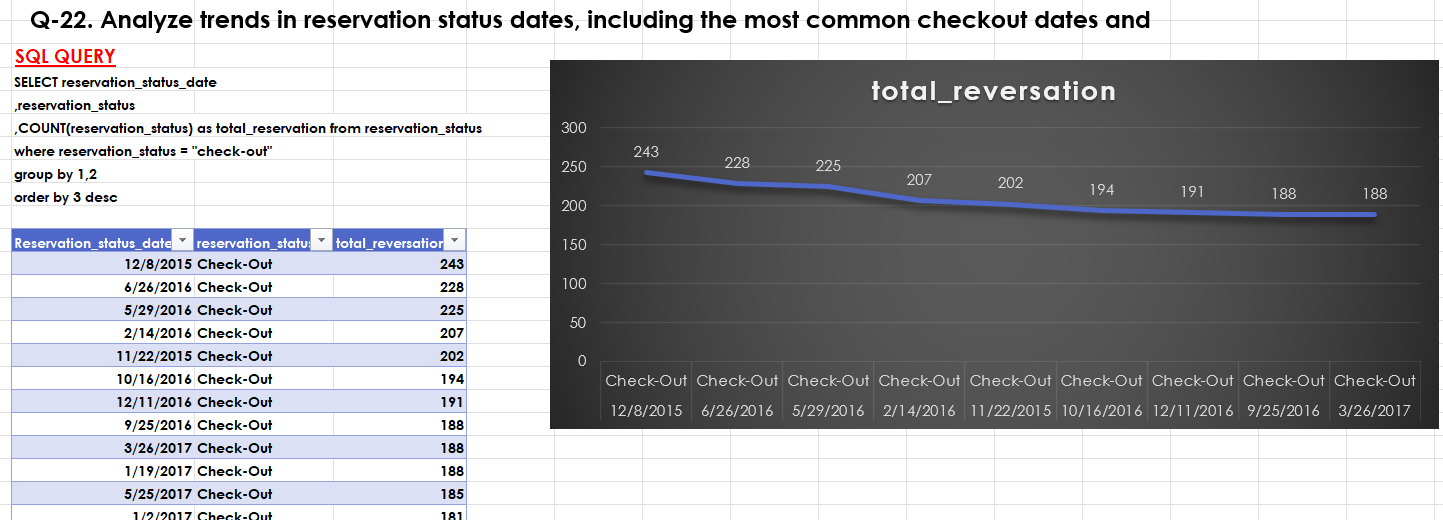 Q-22. Analyze trends in reservation status dates, including the most common checkout dates and
SQL QUERY
SELECT reservation_status_date
,reservation_status
,COUNT(reservation_status) as total_reservation from reservation_status
where reservation_status = "check-out"
group by 1,2
order by 3 desc
Reservation_status_date reservation_status total_reversation
12/8/2015 Check-Out 243
6/26/2016 Check-Out 228
5/29/2016 Check-Out 225
2/14/2016 Check-Out 207
11/22/2015 Check-Out 202
10/16/2016 Check-Out 194
12/11/2016 Check-Out 191
9/25/2016 Check-Out 188
3/26/2017 Check-Out 188
1/19/2017 Check-Out 188
5/25/2017 Check-Out 185
1/2/2017 Check-Out 181
total_reversation
300
250
200
150
100
50
0
243 228 225 207 202 194 191 188 188
Check-Out Check-Out Check-Out Check-Out Check-Out Check-Out Check-Out Check-Out Check-Out
12/8/2015 6/26/2016 5/29/2016 2/14/2016 11/22/2015 10/16/2016 12/11/2016 9/25/2016 3/26/2017